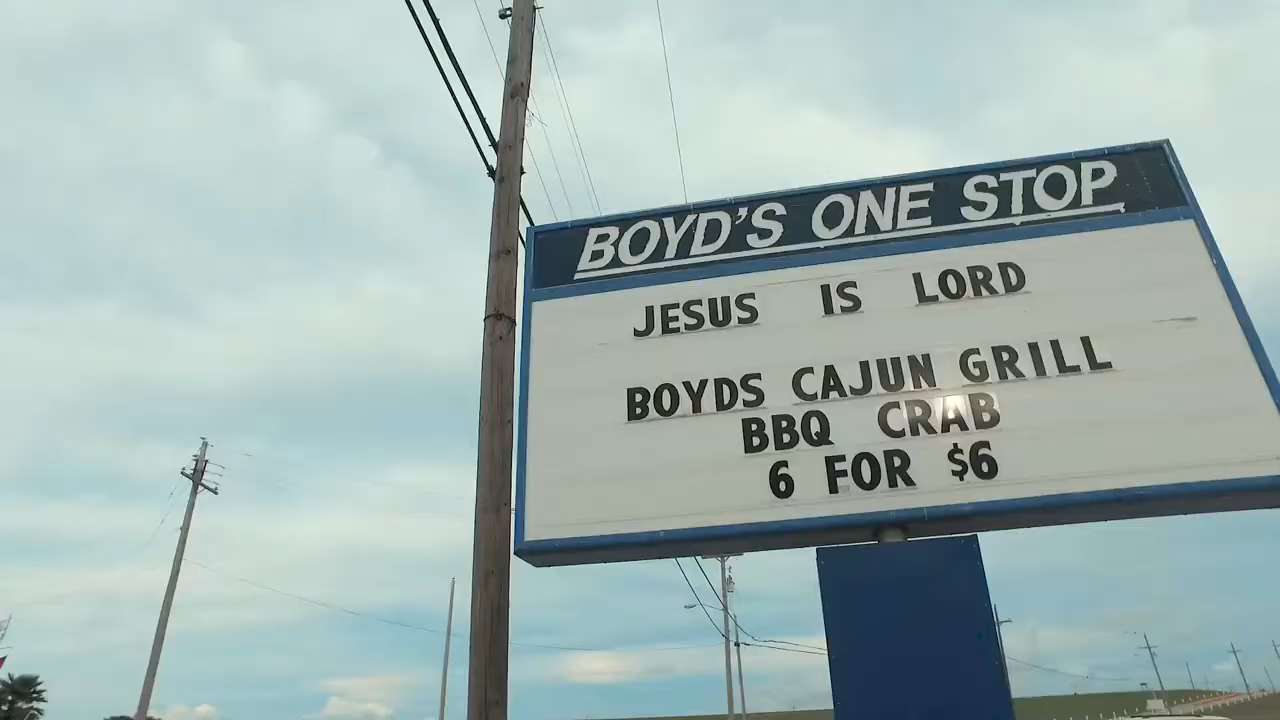 BOYD'S ONE STOP
JESUS IS LORD
BOYDS CAJUN GRILL
BBQ CRAB
6 FOR $6